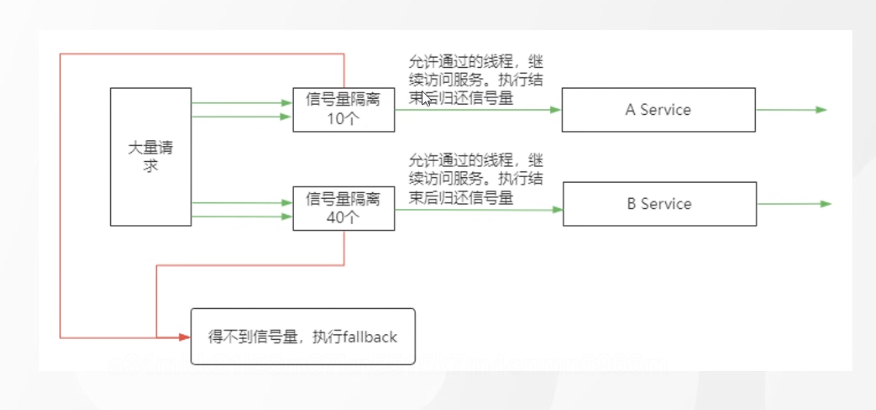 允许通过的线程，继
续访问服务。执行结
束后归还信号量
信号量隔离
10个
A Service
大量请
求
允许通过的线程，继
续访问服务。执行结
束后归还信号量
信号量隔离
40个
B Service
得不到信号量，执行fallback